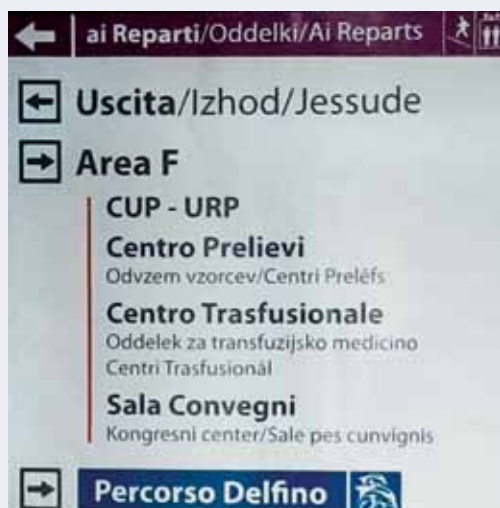 ai Reparti/Oddelki/Ai Reparts
Uscita/Izhod/Jessude
Area F
CUP - URP
Centro Prelievi
Odvzem vzorcev/Centri Prelêfs
Centro Trasfusionale
Oddelek za transfuzijsko medicino
Centri Trasfusionâl
Sala Convegni
Kongresni center/Sale pes cunvignis
Percorso Delfino